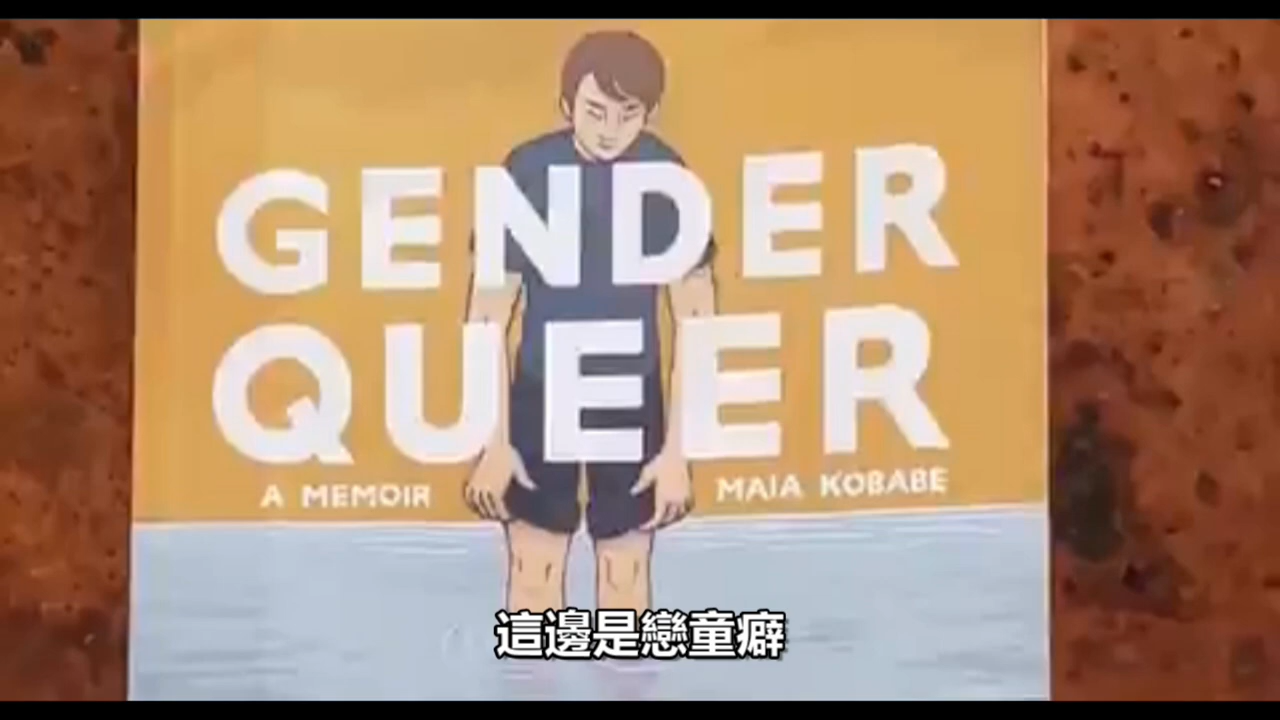 GENDER
QUEER
A MEMOIR
MAIA KOBABE
這邊是戀童癖